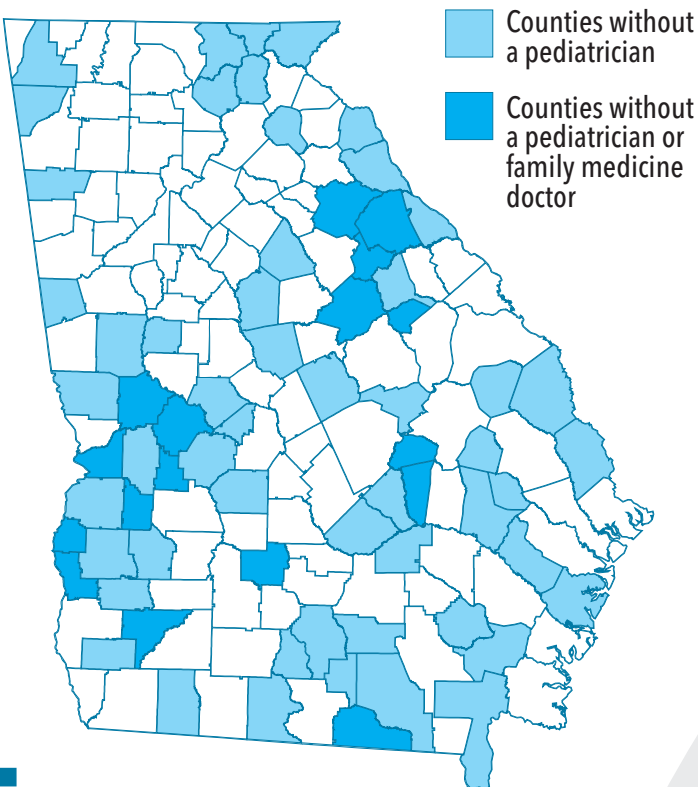 Counties without
a pediatrician
Counties without
a pediatrician or
family medicine
doctor